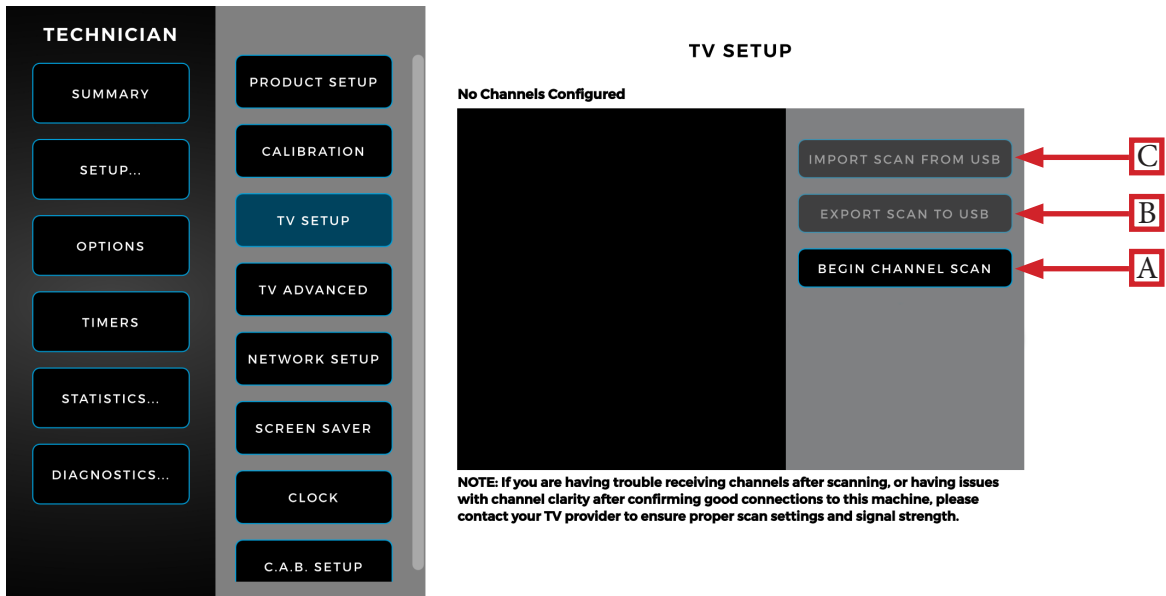 TECHNICIAN
SUMMARY
SETUP...
OPTIONS
TIMERS
STATISTICS...
DIAGNOSTICS...
PRODUCT SETUP
CALIBRATION
TV SETUP
TV ADVANCED
NETWORK SETUP
SCREEN SAVER
CLOCK
C.A.B. SETUP
TV SETUP
No Channels Configured
IMPORT SCAN FROM USB
C
EXPORT SCAN TO USB
B
BEGIN CHANNEL SCAN
A
NOTE: If you are having trouble receiving channels after scanning, or having issues
with channel clarity after confirming good connections to this machine, please
contact your TV provider to ensure proper scan settings and signal strength.